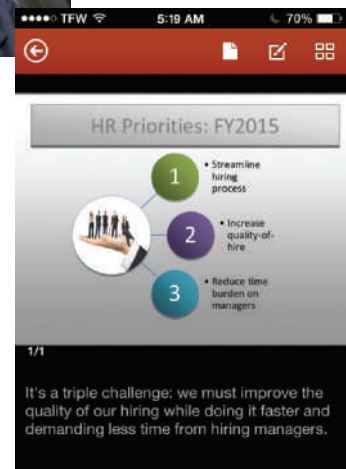 TFW 5:19 AM 70%
HR Priorities: FY2015
1
• Streamline
hiring
process
2
• Increase
quality-of-
hire
3
• Reduce time
burden on
managers
1/1
It's a triple challenge: we must improve the
quality of our hiring while doing it faster and
demanding less time from hiring managers.